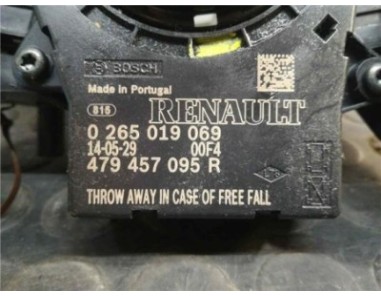 BOSCH
Made in Portugal
816 RENAULT
0 265 019 069
14-05-29 00F4
479 457 095 R
THROW AWAY IN CASE OF FREE FALL